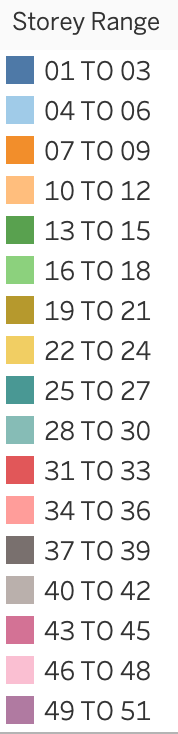 Storey Range
01 TO 03
04 TO 06
07 TO 09
10 TO 12
13 TO 15
16 TO 18
19 TO 21
22 TO 24
25 TO 27
28 TO 30
31 TO 33
34 TO 36
37 TO 39
40 TO 42
43 TO 45
46 TO 48
49 TO 51